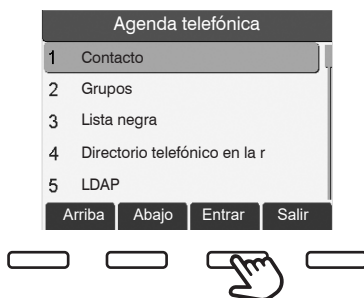 Agenda telefónica
1 Contacto
2 Grupos
3 Lista negra
4 Directorio telefónico en la r
5 LDAP
Arriba Abajo Entrar Salir